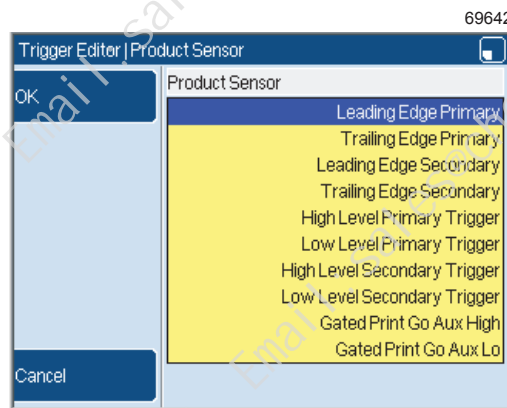 69642
Trigger Editor | Product Sensor
OK
Product Sensor
Leading Edge Primary
Trailing Edge Primary
Leading Edge Secondary
Trailing Edge Secondary
High Level Primary Trigger
Low Level Primary Trigger
High Level Secondary Trigger
Low Level Secondary Trigger
Gated Print Go Aux High
Gated Print Go Aux Lo
Cancel